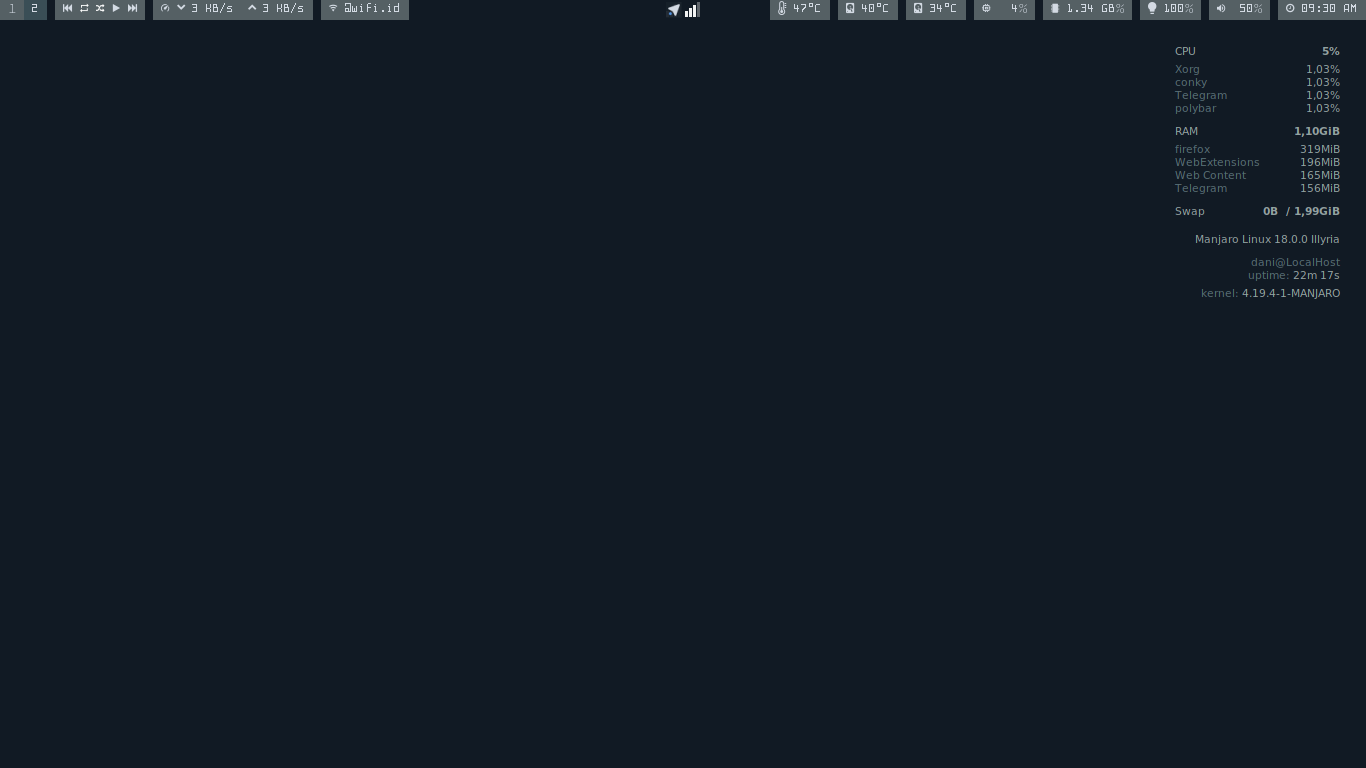 1 2 3 KB/s 3 KB/s @wifi.id 47°C 40°C 34°C 4% 1.34 GB% 100% 50% 09:30 AM
CPU 5%
Xorg 1,03%
conky 1,03%
Telegram 1,03%
polybar 1,03%
RAM 1,10GiB
firefox 319MiB
WebExtensions 196MiB
Web Content 165MiB
Telegram 156MiB
Swap 0B / 1,99GiB
Manjaro Linux 18.0.0 Illyria
dani@LocalHost
uptime: 22m 17s
kernel: 4.19.4-1-MANJARO